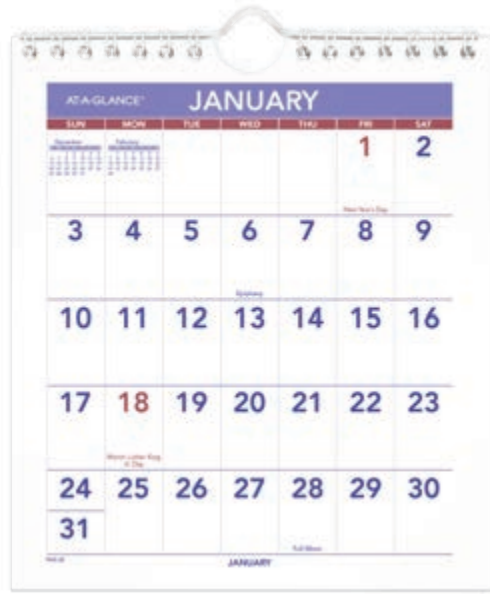 AT-A-GLANCE® JANUARY
SUN MON TUE WED THU FRI SAT
December February
1 2
New Year's Day
3 4 5 6 7 8 9
Epiphany
10 11 12 13 14 15 16
17 18 19 20 21 22 23
Martin Luther King
Jr. Day
24 25 26 27 28 29 30
31
Full Moon
JANUARY